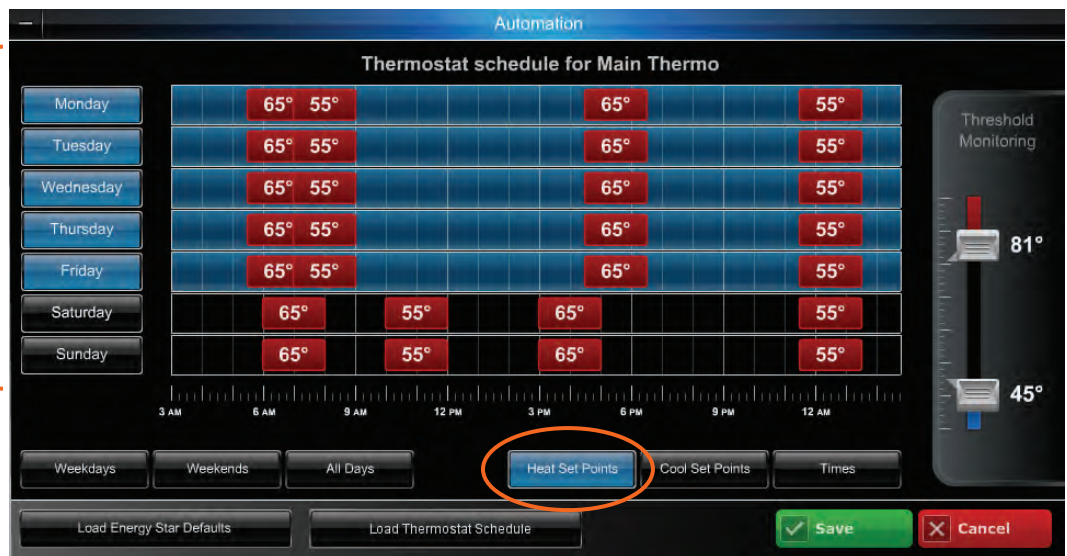 Automation
Thermostat schedule for Main Thermo
Monday 65° 55° 65° 55°
Tuesday 65° 55° 65° 55°
Wednesday 65° 55° 65° 55°
Thursday 65° 55° 65° 55°
Friday 65° 55° 65° 55°
Saturday 65° 55° 65° 55°
Sunday 65° 55° 65° 55°
3 AM 6 AM 9 AM 12 PM 3 PM 6 PM 9 PM 12 AM
Threshold
Monitoring
81°
45°
Weekdays Weekends All Days Heat Set Points Cool Set Points Times
Load Energy Star Defaults Load Thermostat Schedule Save Cancel